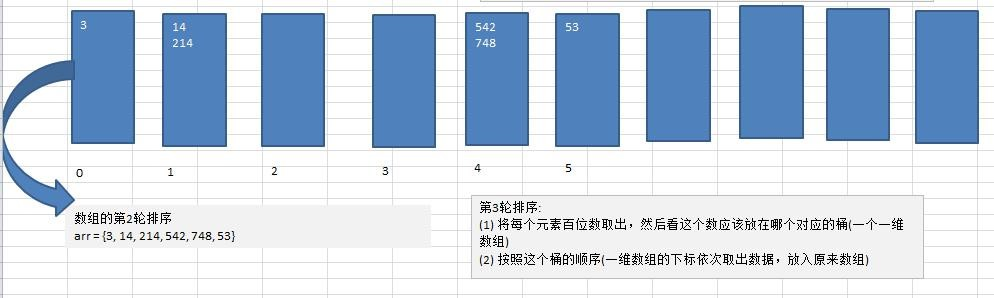 3
14
214
542
748
53
0
1
2
3
4
5
数组的第2轮排序
arr = {3, 14, 214, 542, 748, 53}
第3轮排序:
(1) 将每个元素百位数取出，然后看这个数应该放在哪个对应的桶(一个一维
数组)
(2) 按照这个桶的顺序(一维数组的下标依次取出数据，放入原来数组)